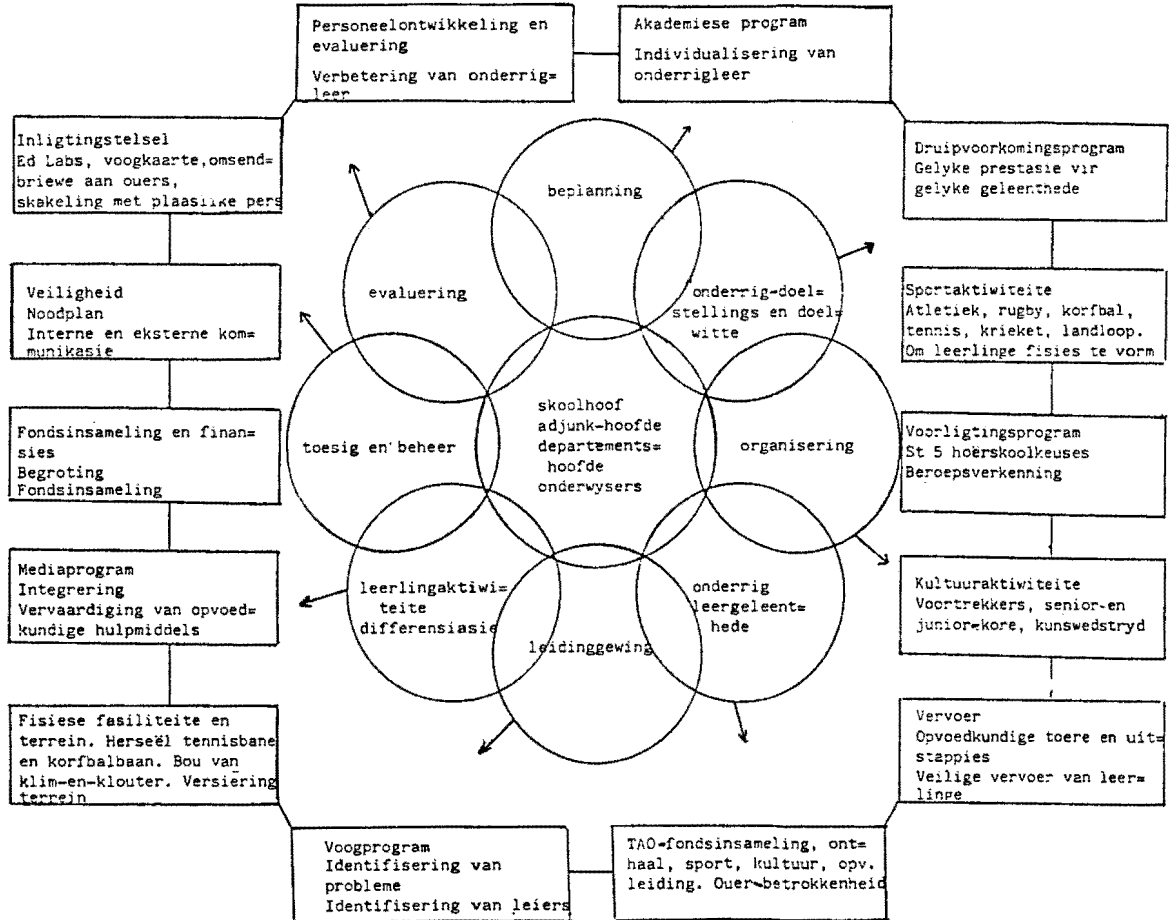 Personeelontwikkeling en
evaluering
Verbetering van onderrig=
leer
Akademiese program
Individualisering van
onderrigleer
Inligtingstelsel
Ed Labs, voogkaarte,omsend=
briewe aan ouers,
skakeling met plaaslike pers
Druipvoorkomingsprogram
Gelyke prestasie vir
gelyke geleenthede
Veiligheid
Noodplan
Interne en eksterne kom=
munikasie
Sportaktiwiteite
Atletiek, rugby, korfbal,
tennis, krieket, landloop.
Om leerlinge fisies te vorm
Fondsinsameling en finan=
sies
Begroting
Fondsinsameling
Voorligtingsprogram
St 5 hoërskoolkeuses
Beroepsverkenning
Mediaprogram
Integrering
Vervaardiging van opvoed=
kundige hulpmiddels
Kultuuraktiwiteite
Voortrekkers, senior-en
junior-kore, kunswedstryd
Fisiese fasiliteite en
terrein. Herseël tennisbane
en korfbalbaan. Bou van
klim-en-klouter. Versiering
terrein
Vervoer
Opvoedkundige toere en uit=
stappies
Veilige vervoer van leer=
linge
Voogprogram
Identifisering van
probleme
Identifisering van leiers
TAO-fondsinsameling, ont=
haal, sport, kultuur, opv.
leiding. Ouer-betrokkenheid
beplanning
evaluering
onderrig-doel=
stellings en doel=
witte
toesig en beheer
skoolhoof
adjunk-hoofde
departements=
hoofde
onderwysers
organisering
leerlingaktiwi=
teite
differensiasie
onderrig
leergeleent=
hede
leidinggewing